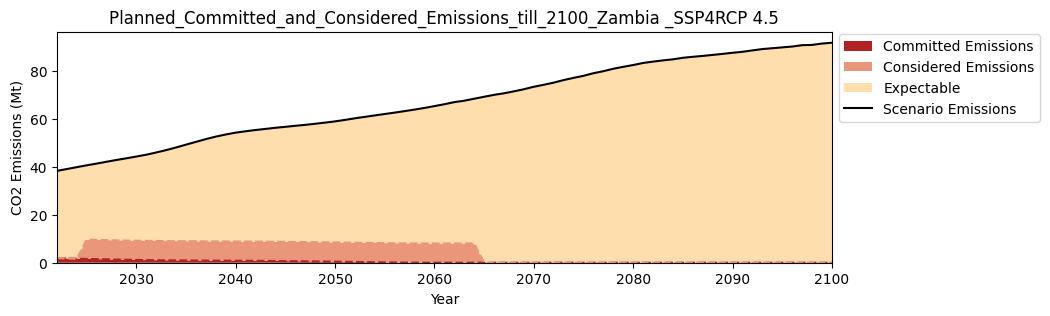 Planned_Committed_and_Considered_Emissions_till_2100_Zambia _SSP4RCP 4.5
Committed Emissions
Considered Emissions
Expectable
Scenario Emissions
CO2 Emissions (Mt)
80
60
40
20
0
2030 2040 2050 2060 2070 2080 2090 2100
Year